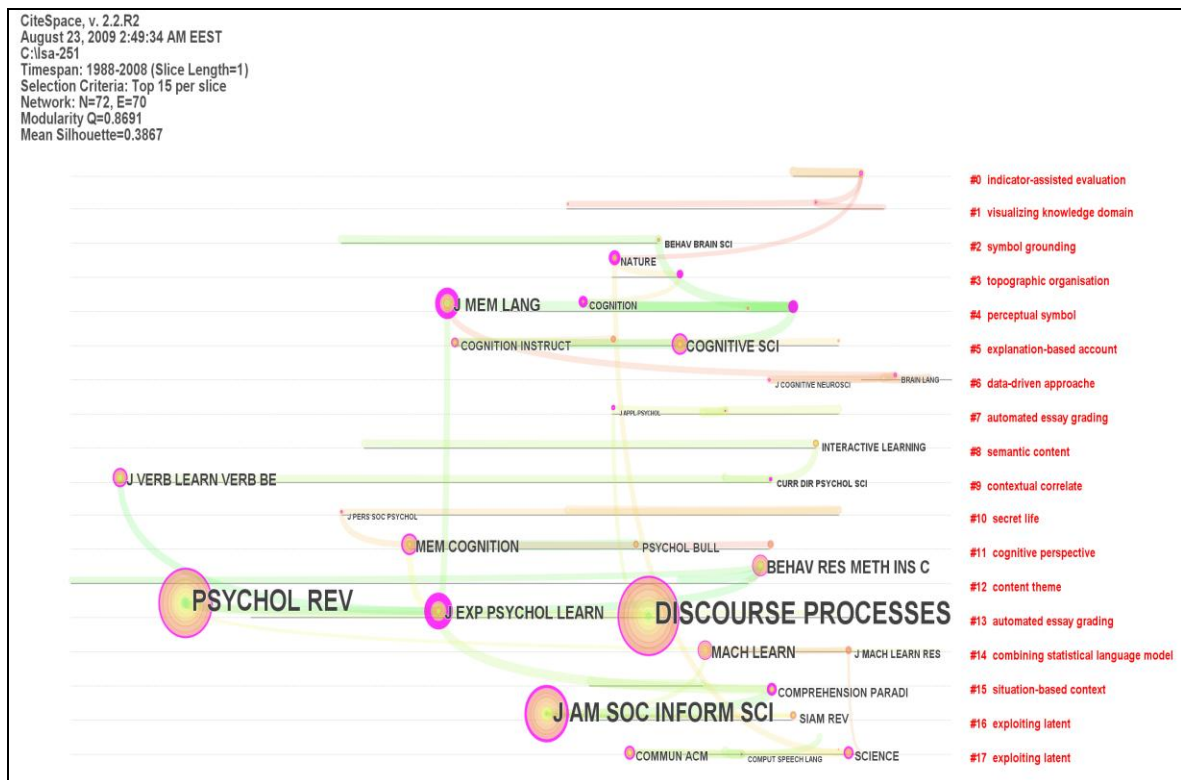 CiteSpace, v. 2.2.R2
August 23, 2009 2:49:34 AM EEST
C:\lsa-251
Timespan: 1988-2008 (Slice Length=1)
Selection Criteria: Top 15 per slice
Network: N=72, E=70
Modularity Q=0.8691
Mean Silhouette=0.3867
#0 indicator-assisted evaluation
#1 visualizing knowledge domain
BEHAV BRAIN SCI
#2 symbol grounding
NATURE
#3 topographic organisation
J MEM LANG
COGNITION
#4 perceptual symbol
COGNITION INSTRUCT
COGNITIVE SCI
#5 explanation-based account
J COGNITIVE NEUROSCI
BRAIN LANG
#6 data-driven approache
J APPL PSYCHOL
#7 automated essay grading
INTERACTIVE LEARNING
#8 semantic content
J VERB LEARN VERB BE
CURR DIR PSYCHOL SCI
#9 contextual correlate
J PERS SOC PSYCHOL
#10 secret life
MEM COGNITION
PSYCHOL BULL
#11 cognitive perspective
BEHAV RES METH INS C
#12 content theme
PSYCHOL REV
J EXP PSYCHOL LEARN
DISCOURSE PROCESSES
#13 automated essay grading
MACH LEARN
J MACH LEARN RES
#14 combining statistical language model
COMPREHENSION PARADI
#15 situation-based context
J AM SOC INFORM SCI
SIAM REV
#16 exploiting latent
COMMUN ACM
COMPUT SPEECH LANG
SCIENCE
#17 exploiting latent